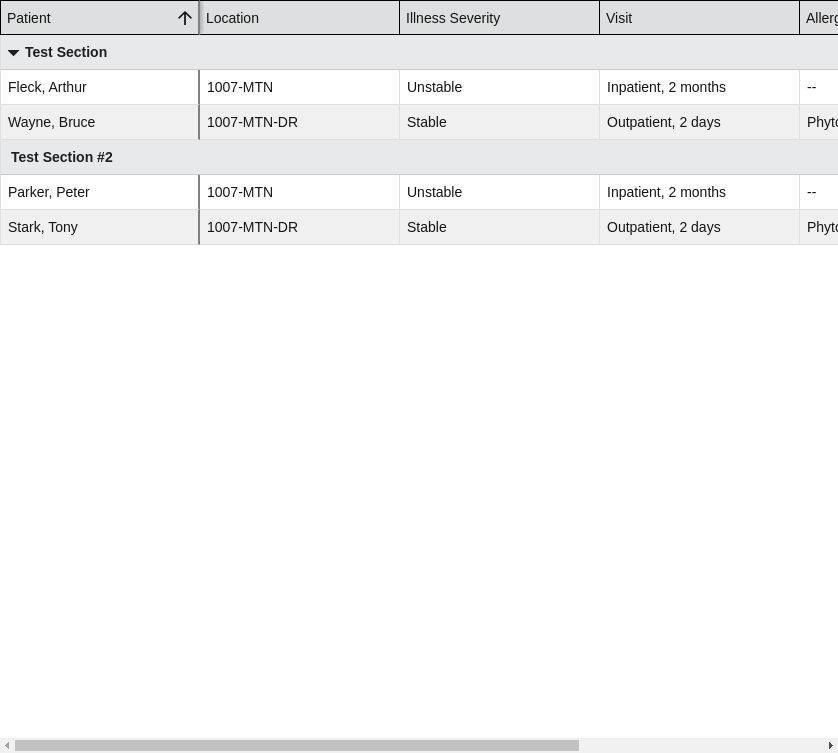 Patient Location Illness Severity Visit Allerg
Test Section
Fleck, Arthur 1007-MTN Unstable Inpatient, 2 months --
Wayne, Bruce 1007-MTN-DR Stable Outpatient, 2 days Phyto
Test Section #2
Parker, Peter 1007-MTN Unstable Inpatient, 2 months --
Stark, Tony 1007-MTN-DR Stable Outpatient, 2 days Phyto